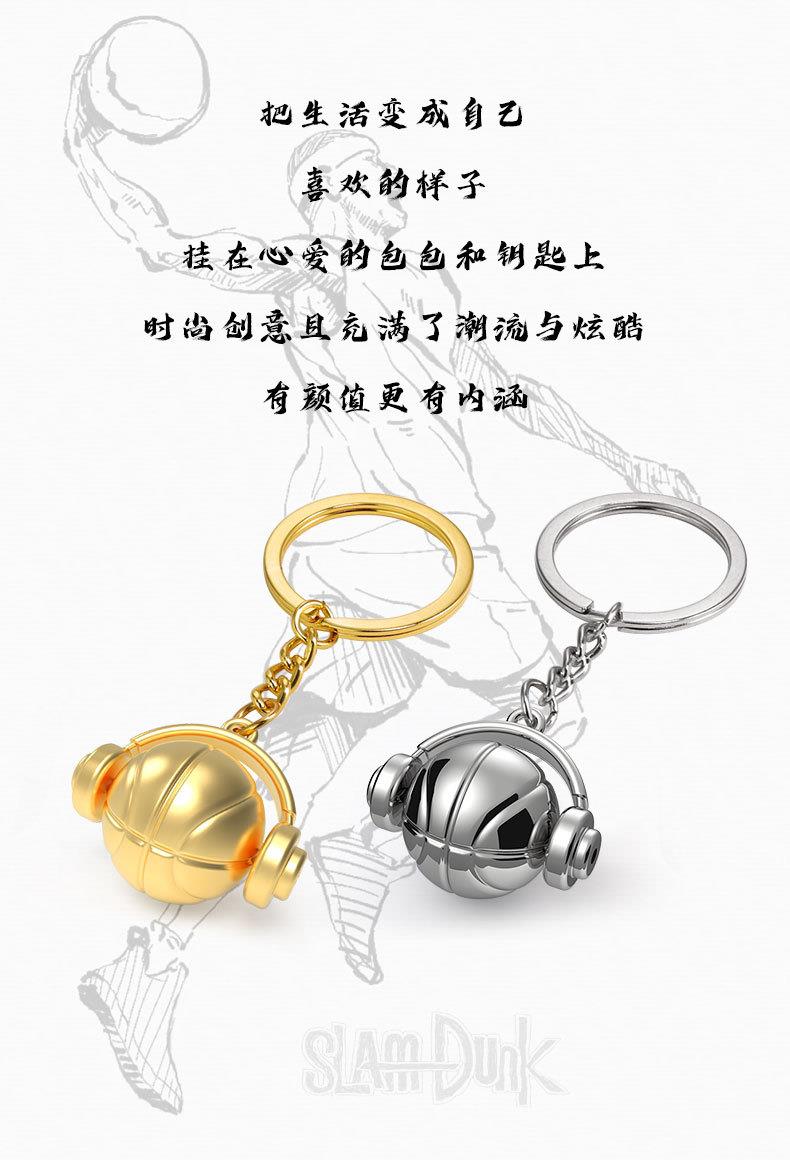 把生活变成自己
喜欢的样子
挂在心爱的包包和钥匙上
时尚创意且充满了潮流与炫酷
有颜值更有内涵
SLAM DUNK